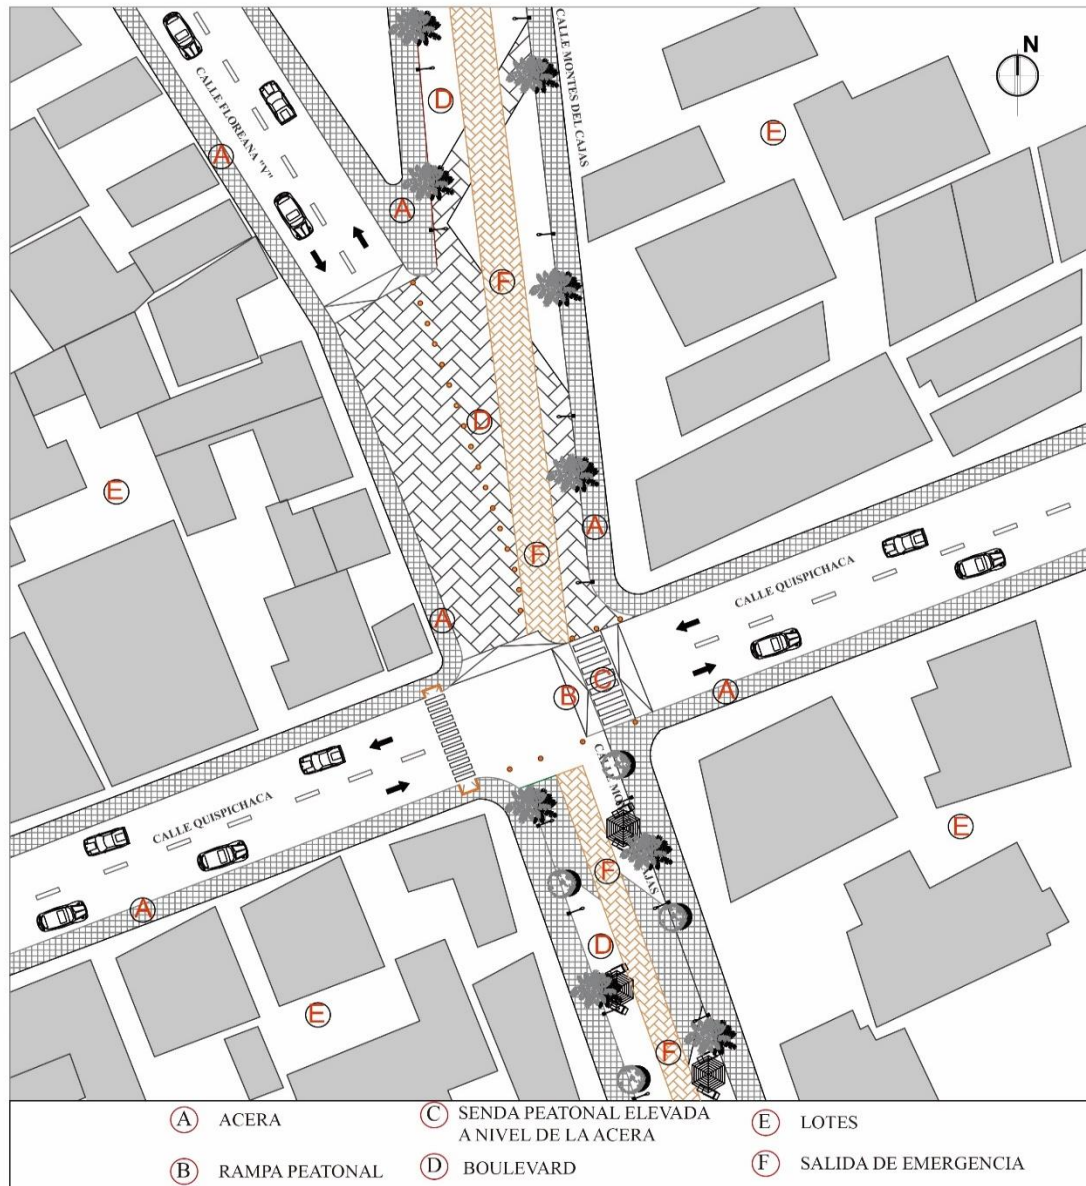 N
CALLE MONTES DEL CAJAS
CALLE FLOREANA "V"
D
E
A
A
F
D
E
F
A
CALLE QUISPICHACA
A
C
B
A
CALLE QUISPICHACA
E
F
A
D
E
F
A ACERA
B RAMPA PEATONAL
C SENDA PEATONAL ELEVADA
A NIVEL DE LA ACERA
D BOULEVARD
E LOTES
F SALIDA DE EMERGENCIA